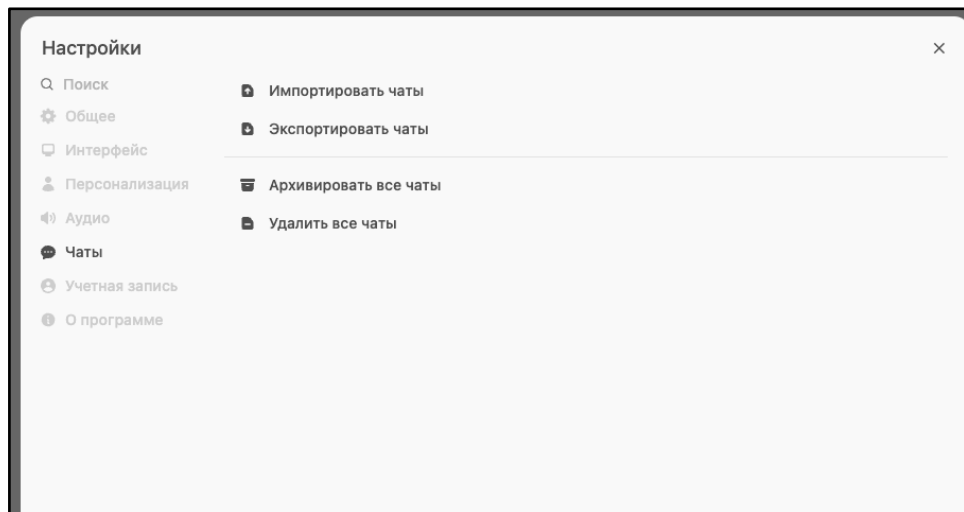 Настройки
Поиск
Общее
Интерфейс
Персонализация
Аудио
Чаты
Учетная запись
О программе
Импортировать чаты
Экспортировать чаты
Архивировать все чаты
Удалить все чаты